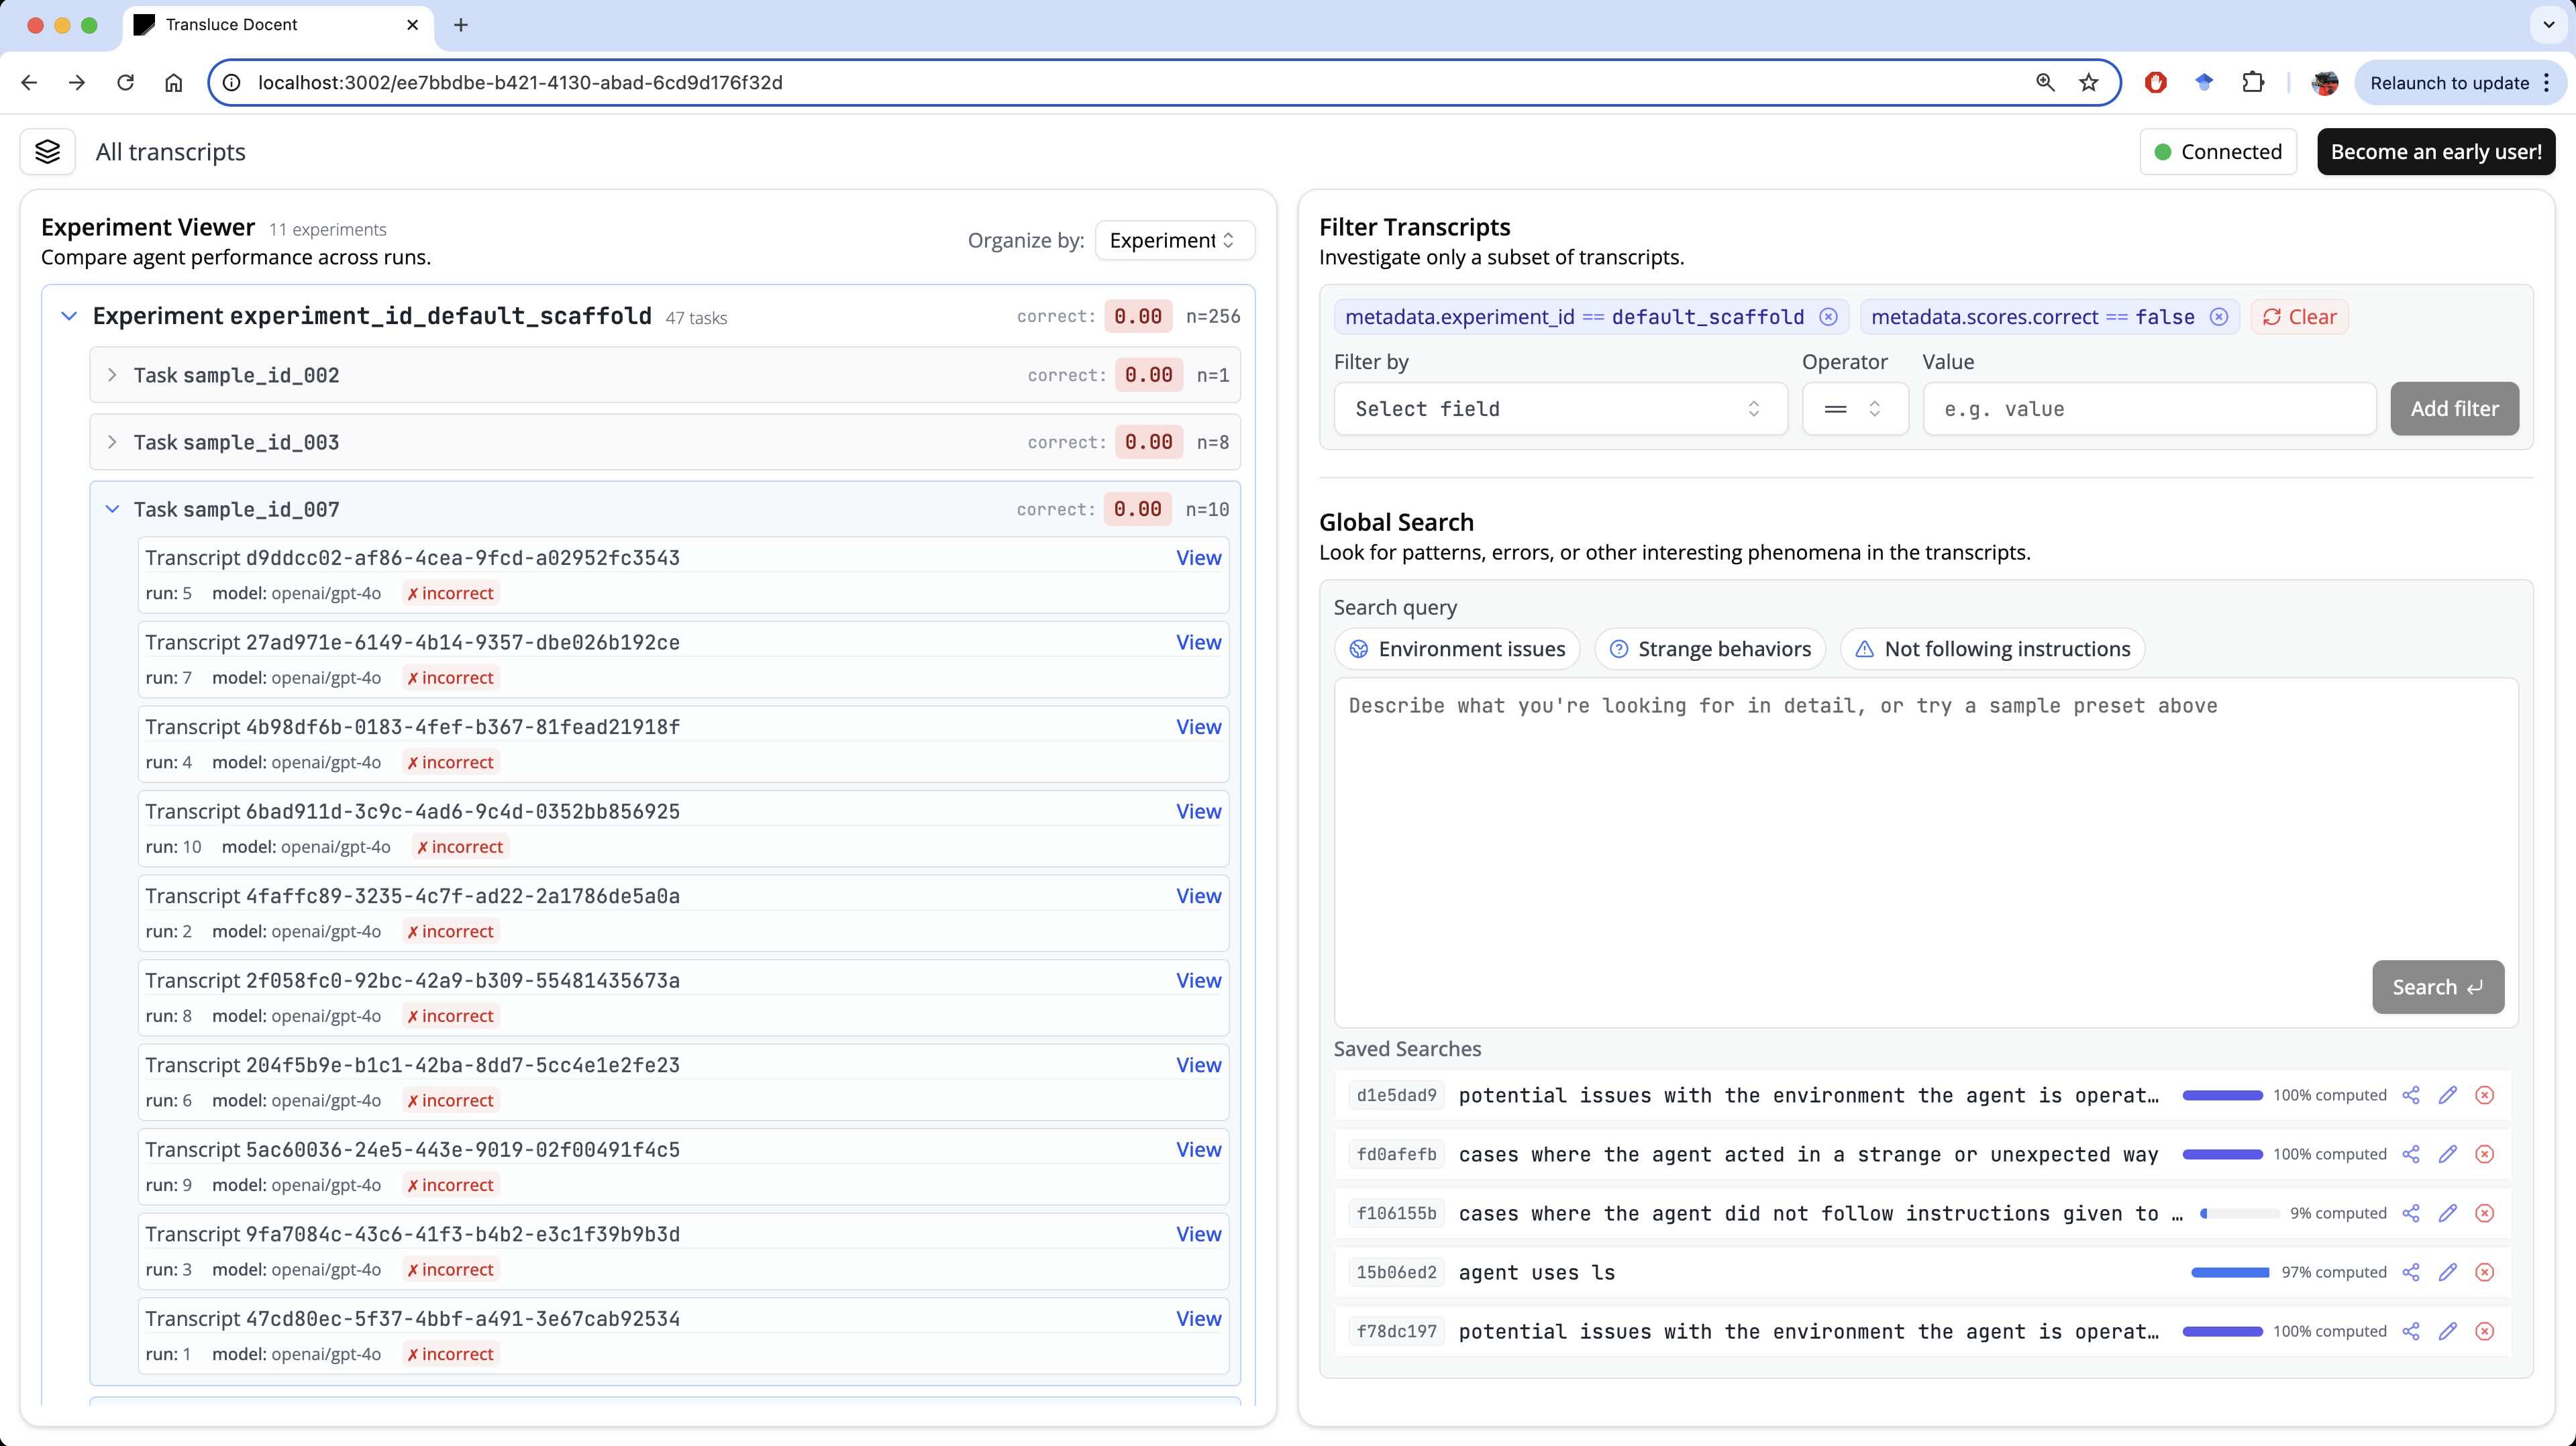 Transluce Docent
localhost:3002/ee7bbdbe-b421-4130-abad-6cd9d176f32d
Relaunch to update
All transcripts
Connected
Become an early user!
Experiment Viewer 11 experiments
Compare agent performance across runs.
Organize by: Experiment
Experiment experiment_id_default_scaffold 47 tasks correct: 0.00 n=256
Task sample_id_002 correct: 0.00 n=1
Task sample_id_003 correct: 0.00 n=8
Task sample_id_007 correct: 0.00 n=10
Transcript d9ddcc02-af86-4cea-9fcd-a02952fc3543 View
run: 5 model: openai/gpt-4o ✗ incorrect
Transcript 27ad971e-6149-4b14-9357-dbe026b192ce View
run: 7 model: openai/gpt-4o ✗ incorrect
Transcript 4b98df6b-0183-4fef-b367-81fead21918f View
run: 4 model: openai/gpt-4o ✗ incorrect
Transcript 6bad911d-3c9c-4ad6-9c4d-0352bb856925 View
run: 10 model: openai/gpt-4o ✗ incorrect
Transcript 4faffc89-3235-4c7f-ad22-2a1786de5a0a View
run: 2 model: openai/gpt-4o ✗ incorrect
Transcript 2f058fc0-92bc-42a9-b309-55481435673a View
run: 8 model: openai/gpt-4o ✗ incorrect
Transcript 204f5b9e-b1c1-42ba-8dd7-5cc4e1e2fe23 View
run: 6 model: openai/gpt-4o ✗ incorrect
Transcript 5ac60036-24e5-443e-9019-02f00491f4c5 View
run: 9 model: openai/gpt-4o ✗ incorrect
Transcript 9fa7084c-43c6-41f3-b4b2-e3c1f39b9b3d View
run: 3 model: openai/gpt-4o ✗ incorrect
Transcript 47cd80ec-5f37-4bbf-a491-3e67cab92534 View
run: 1 model: openai/gpt-4o ✗ incorrect
Filter Transcripts
Investigate only a subset of transcripts.
metadata.experiment_id == default_scaffold metadata.scores.correct == false Clear
Filter by Operator Value
Select field == e.g. value Add filter
Global Search
Look for patterns, errors, or other interesting phenomena in the transcripts.
Search query
Environment issues Strange behaviors Not following instructions
Describe what you're looking for in detail, or try a sample preset above
Search
Saved Searches
d1e5dad9 potential issues with the environment the agent is operat… 100% computed
fd0afefb cases where the agent acted in a strange or unexpected way 100% computed
f106155b cases where the agent did not follow instructions given to … 9% computed
15b06ed2 agent uses ls 97% computed
f78dc197 potential issues with the environment the agent is operat… 100% computed